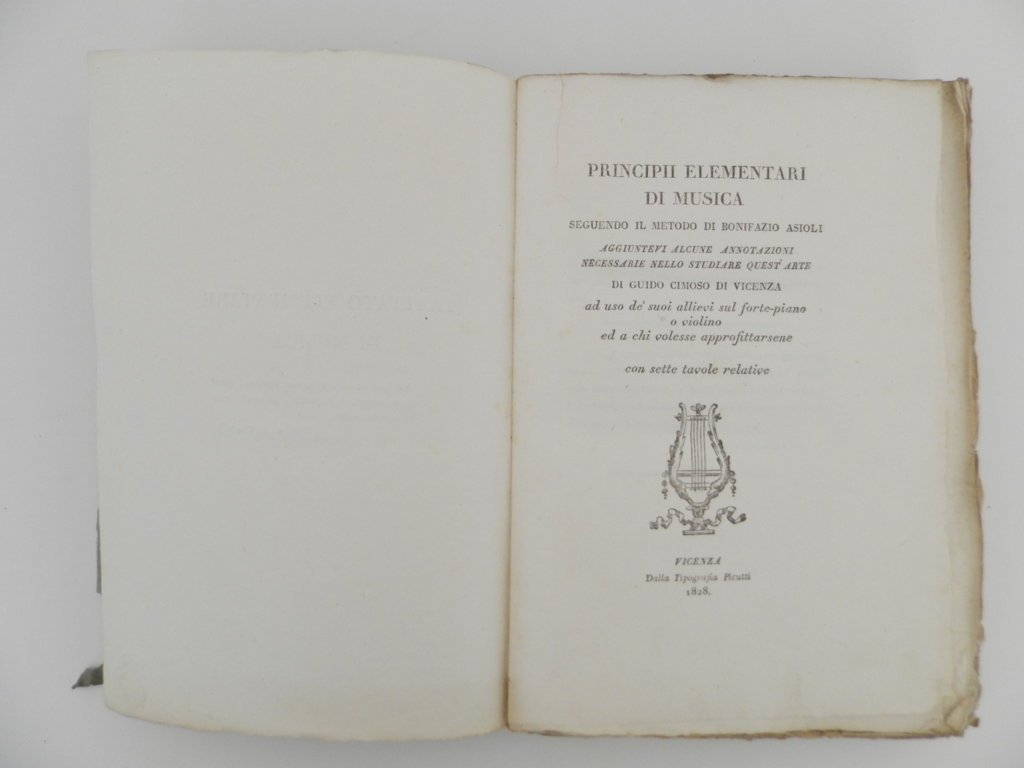 PRINCIPII ELEMENTARI
DI MUSICA
SEGUENDO IL METODO DI BONIFAZIO ASIOLI
AGGIUNTEVI ALCUNE ANNOTAZIONI
NECESSARIE NELLO STUDIARE QUEST' ARTE
DI GUIDO CIMOSO DI VICENZA
ad uso de' suoi allievi sul forte-piano
o violino
ed a chi volesse approfittarsene
con sette tavole relative
VICENZA
Dalla Tipografia Picutti
1828.